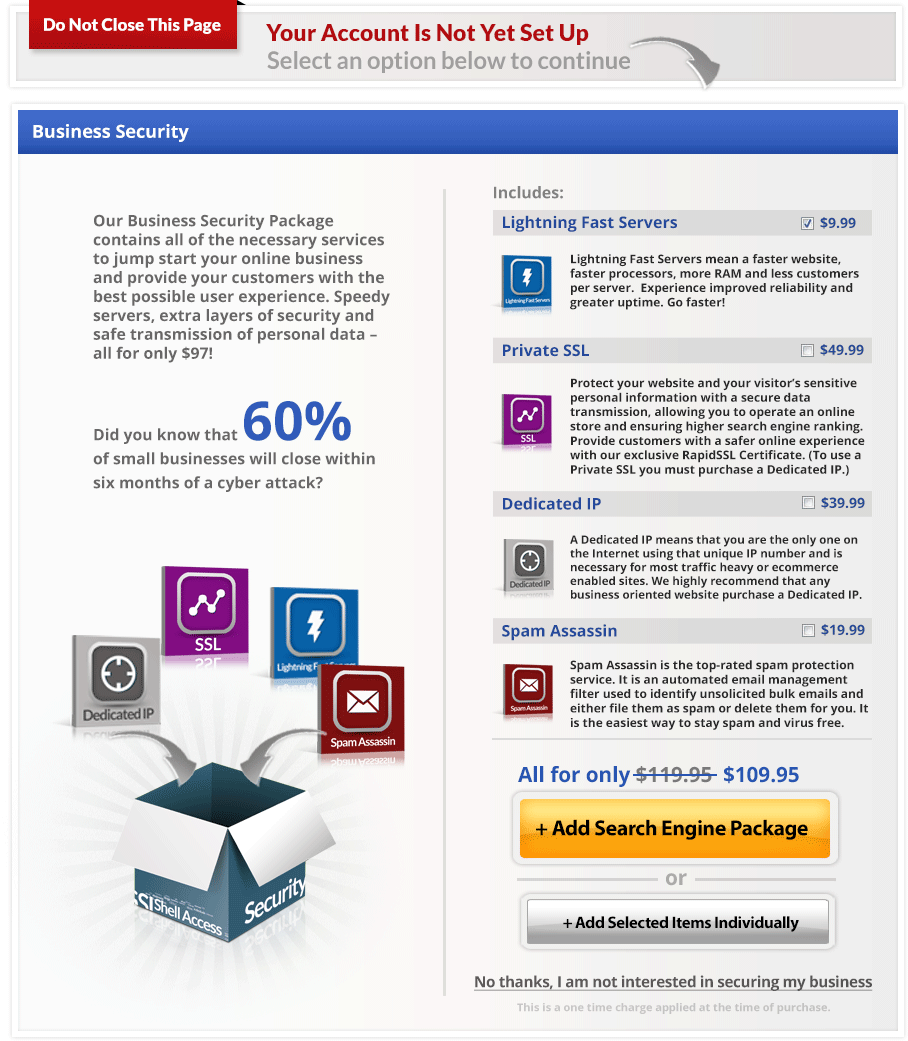 Do Not Close This Page
Your Account Is Not Yet Set Up
Select an option below to continue
Business Security
Our Business Security Package
contains all of the necessary services
to jump start your online business
and provide your customers with the
best possible user experience. Speedy
servers, extra layers of security and
safe transmission of personal data –
all for only $97!
Did you know that 60%
of small businesses will close within
six months of a cyber attack?
SSL
Lightning Fast Servers
Dedicated IP
Spam Assassin
Shell Access
Security
Includes:
Lightning Fast Servers $9.99
Lightning Fast Servers
Lightning Fast Servers mean a faster website,
faster processors, more RAM and less customers
per server. Experience improved reliability and
greater uptime. Go faster!
Private SSL $49.99
SSL
Protect your website and your visitor's sensitive
personal information with a secure data
transmission, allowing you to operate an online
store and ensuring higher search engine ranking.
Provide customers with a safer online experience
with our exclusive RapidSSL Certificate. (To use a
Private SSL you must purchase a Dedicated IP.)
Dedicated IP $39.99
Dedicated IP
A Dedicated IP means that you are the only one on
the Internet using that unique IP number and is
necessary for most traffic heavy or ecommerce
enabled sites. We highly recommend that any
business oriented website purchase a Dedicated IP.
Spam Assassin $19.99
Spam Assassin
Spam Assassin is the top-rated spam protection
service. It is an automated email management
filter used to identify unsolicited bulk emails and
either file them as spam or delete them for you. It
is the easiest way to stay spam and virus free.
All for only $119.95 $109.95
+ Add Search Engine Package
or
+ Add Selected Items Individually
No thanks, I am not interested in securing my business
This is a one time charge applied at the time of purchase.